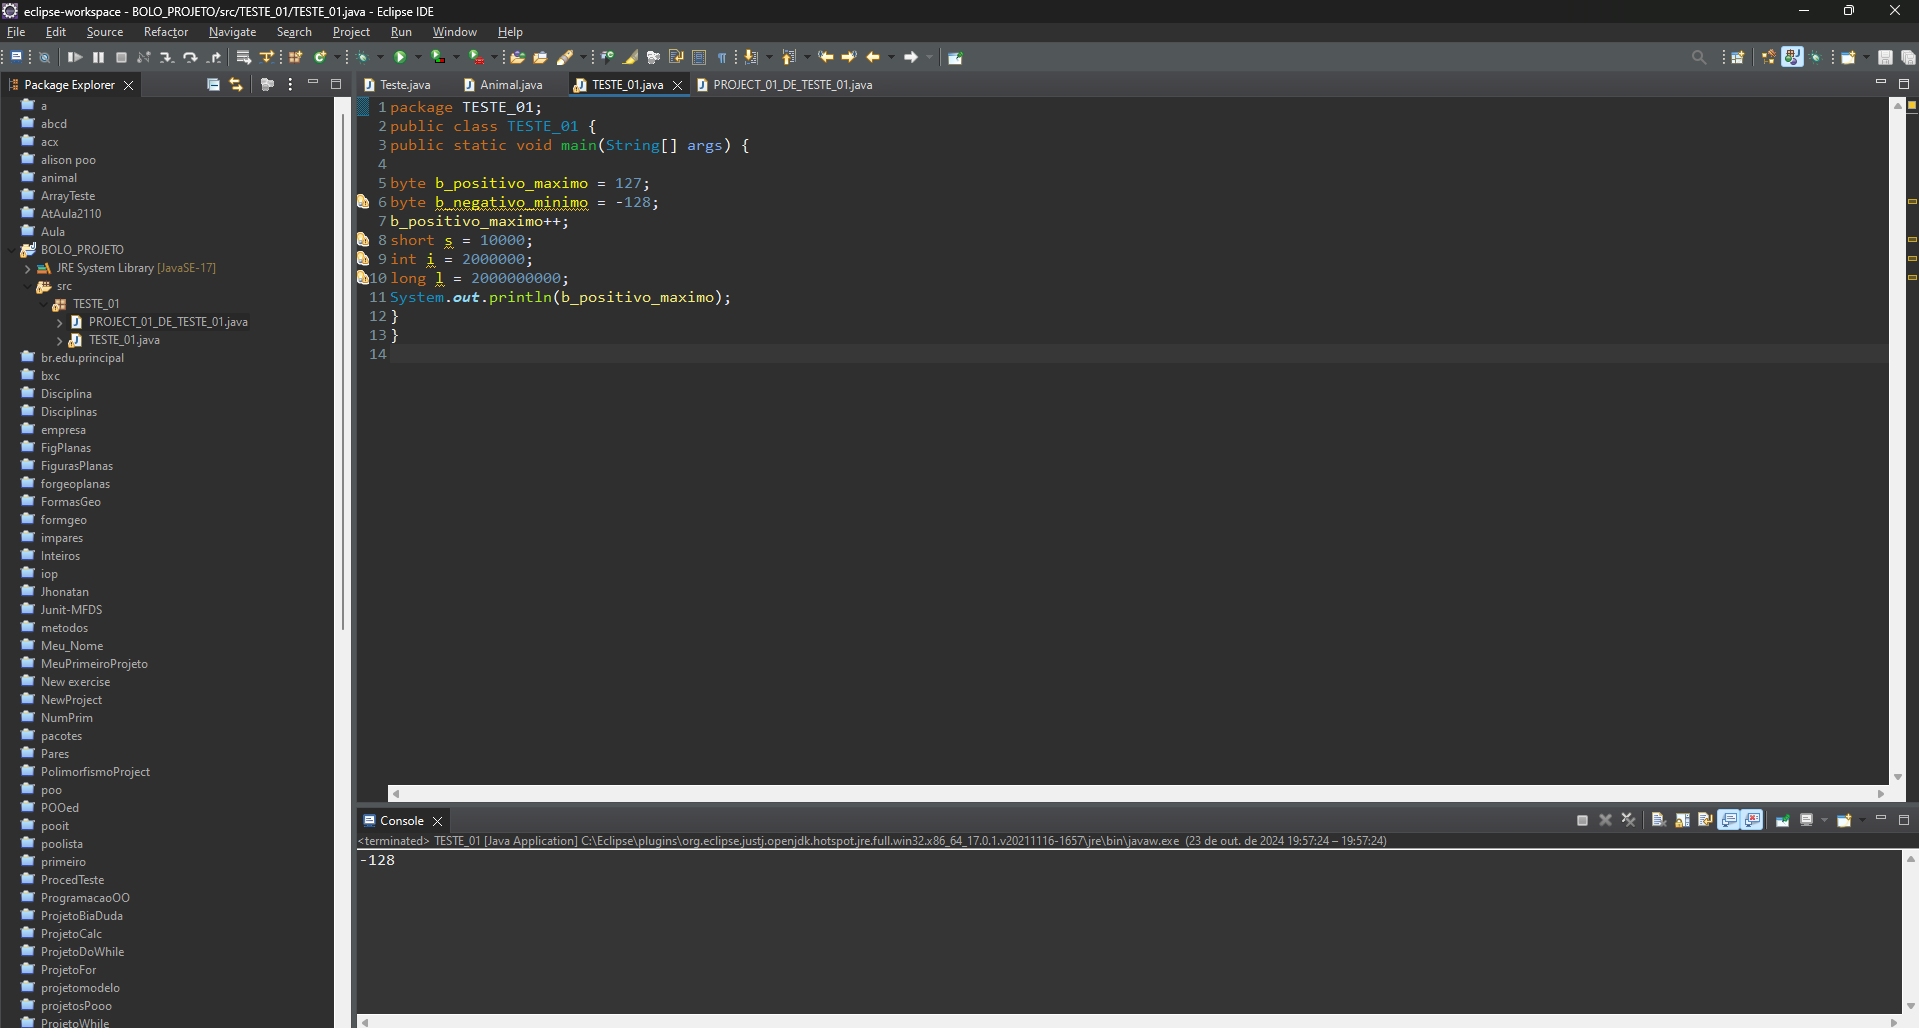 eclipse-workspace - BOLO_PROJETO/src/TESTE_01/TESTE_01.java - Eclipse IDE
File Edit Source Refactor Navigate Search Project Run Window Help
Package Explorer
a
abcd
acx
alison poo
animal
ArrayTeste
AtAula2110
Aula
BOLO_PROJETO
JRE System Library [JavaSE-17]
src
TESTE_01
PROJECT_01_DE_TESTE_01.java
TESTE_01.java
br.edu.principal
bxc
Disciplina
Disciplinas
empresa
FigPlanas
FigurasPlanas
forgeoplanas
FormasGeo
formgeo
impares
Inteiros
iop
Jhonatan
Junit-MFDS
metodos
Meu_Nome
MeuPrimeiroProjeto
New exercise
NewProject
NumPrim
pacotes
Pares
PolimorfismoProject
poo
POOed
pooit
poolista
primeiro
ProcedTeste
ProgramacaoOO
ProjetoBiaDuda
ProjetoCalc
ProjetoDoWhile
ProjetoFor
projetomodelo
projetosPooo
ProjetoWhile
Teste.java Animal.java TESTE_01.java PROJECT_01_DE_TESTE_01.java
1 package TESTE_01;
2 public class TESTE_01 {
3 public static void main(String[] args) {
4
5 byte b_positivo_maximo = 127;
6 byte b_negativo_minimo = -128;
7 b_positivo_maximo++;
8 short s = 10000;
9 int i = 2000000;
10 long l = 2000000000;
11 System.out.println(b_positivo_maximo);
12 }
13 }
14
Console
<terminated> TESTE_01 [Java Application] C:\Eclipse\plugins\org.eclipse.justj.openjdk.hotspot.jre.full.win32.x86_64_17.0.1.v20211116-1657\jre\bin\javaw.exe (23 de out. de 2024 19:57:24 – 19:57:24)
-128